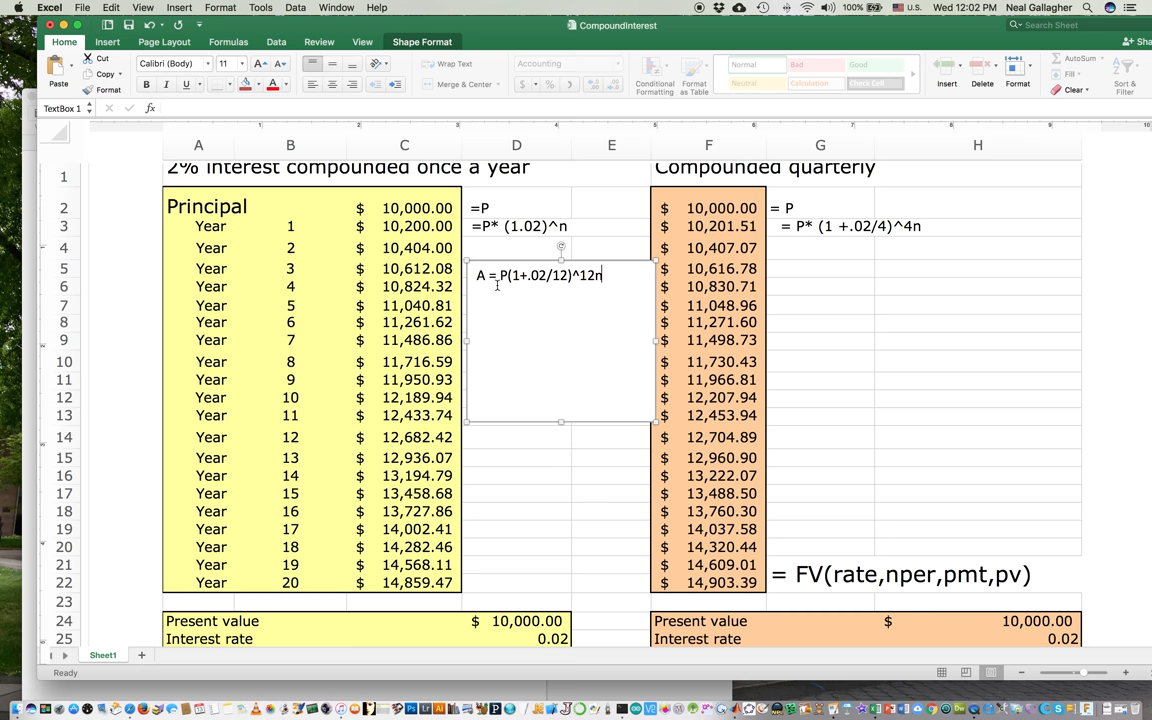 Excel File Edit View Insert Format Tools Data Window Help 100% U.S. Wed 12:02 PM Neal Gallagher
CompoundInterest
Search Sheet
Home Insert Page Layout Formulas Data Review View Shape Format
Paste Cut Copy Format
Calibri (Body) 11
B I U
Wrap Text
Merge & Center
Accounting
Conditional Formatting
Format as Table
Normal Bad Good
Neutral Calculation Check Cell
Insert Delete Format
AutoSum
Fill
Clear
Sort & Filter
TextBox 1 fx
A B C D E F G H
1 2% Interest compounded once a year Compounded quarterly
2 Principal $ 10,000.00 =P $ 10,000.00 = P
3 Year 1 $ 10,200.00 =P* (1.02)^n $ 10,201.51 = P* (1 +.02/4)^4n
4 Year 2 $ 10,404.00 $ 10,407.07
5 Year 3 $ 10,612.08 A = P(1+.02/12)^12n $ 10,616.78
6 Year 4 $ 10,824.32 $ 10,830.71
7 Year 5 $ 11,040.81 $ 11,048.96
8 Year 6 $ 11,261.62 $ 11,271.60
9 Year 7 $ 11,486.86 $ 11,498.73
10 Year 8 $ 11,716.59 $ 11,730.43
11 Year 9 $ 11,950.93 $ 11,966.81
12 Year 10 $ 12,189.94 $ 12,207.94
13 Year 11 $ 12,433.74 $ 12,453.94
14 Year 12 $ 12,682.42 $ 12,704.89
15 Year 13 $ 12,936.07 $ 12,960.90
16 Year 14 $ 13,194.79 $ 13,222.07
17 Year 15 $ 13,458.68 $ 13,488.50
18 Year 16 $ 13,727.86 $ 13,760.30
19 Year 17 $ 14,002.41 $ 14,037.58
20 Year 18 $ 14,282.46 $ 14,320.44
21 Year 19 $ 14,568.11 $ 14,609.01 = FV(rate,nper,pmt,pv)
22 Year 20 $ 14,859.47 $ 14,903.39
23
24 Present value $ 10,000.00 Present value $ 10,000.00
25 Interest rate 0.02 Interest rate 0.02
Sheet1
Ready